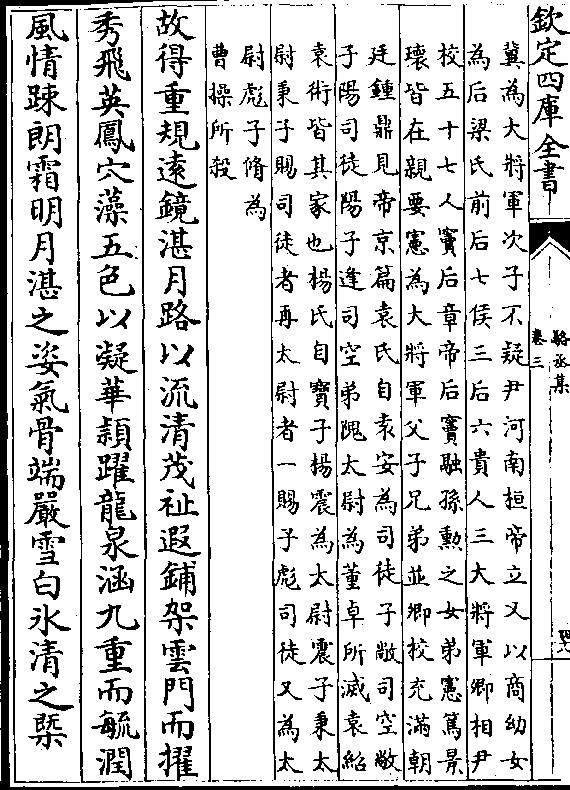 欽定四庫全書
駱丞集
卷三
四八
冀為大將軍次子不疑尹河南桓帝立又以商幼女
為后梁氏前后七侯三后六貴人三大將軍卿相尹
校五十七人竇后章帝后竇融孫勲之女弟憲篤景
瓌皆在親要憲為大將軍父子兄弟並卿校充滿朝
廷鍾鼎見帝京篇袁氏自袁安為司徒子敞司空敞
子陽司徒陽子逢司空弟隗太尉為董卓所滅袁紹
袁術皆其家也楊氏自寶子楊震為太尉震子秉太
尉秉子賜司徒者再太尉者一賜子彪司徒又為太
尉彪子脩為
曹操所殺
故得重規遠鏡湛月路以流清茂祉遐鋪架雲門而擢
秀飛英鳳穴藻五色以凝華頴躍龍泉涵九重而毓潤
風情踈朗霜明月湛之姿氣骨端嚴雪白氷清之槩